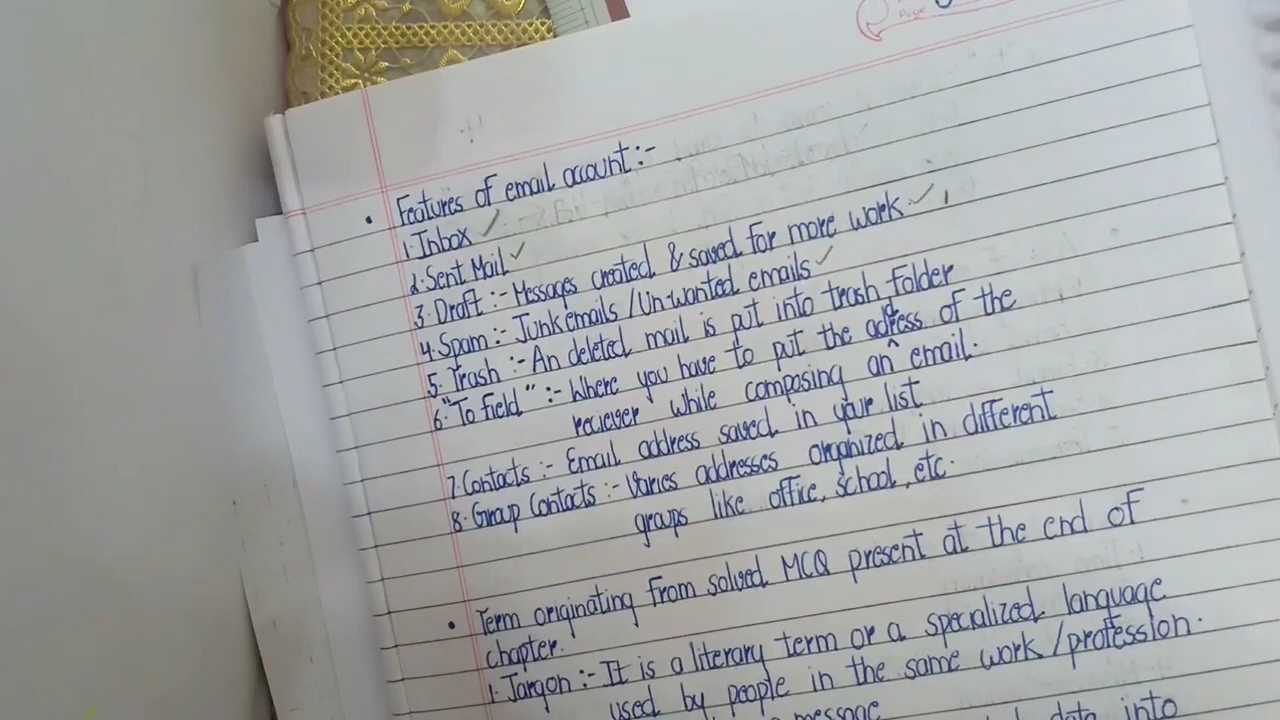 Page
• Features of email account:-
1. Inbox ✓
2. Sent Mail ✓
3. Draft :- Messages created & saved for more work ✓
4. Spam :- Junk emails / Un-wanted emails ✓
5. Trash :- An deleted mail is put into trash folder
6. "To field" :- Where you have to put the adress of the
reciever while composing an email.
7. Contacts :- Email address saved in your list
8. Group Contacts :- Varies addresses organized in different
groups like office, school, etc.
• Term originating from solved MCQ present at the end of
chapter.
1. Jargon :- It is a literary term or a specialized language
used by people in the same work / profession.
message
data into